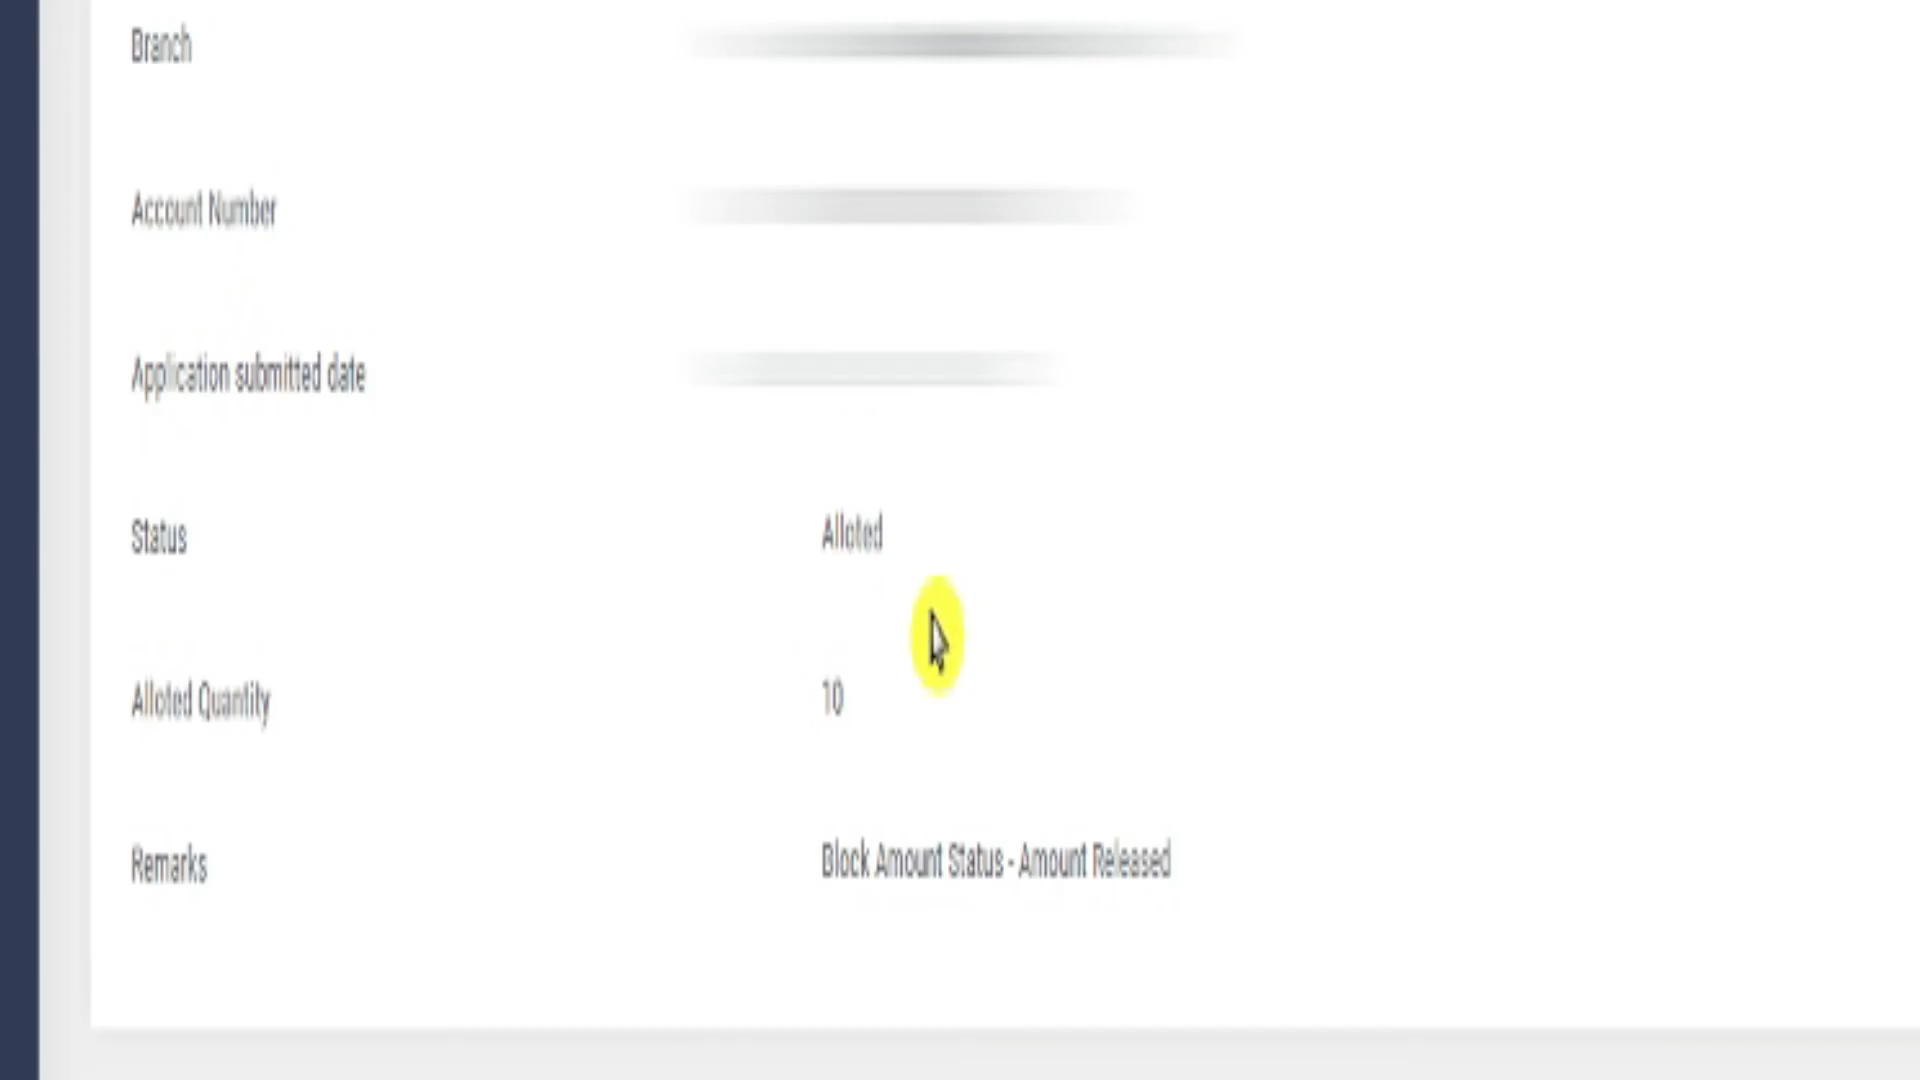 Branch
Account Number
Application submitted date
Status Alloted
Alloted Quantity 10
Remarks Block Amount Status - Amount Released